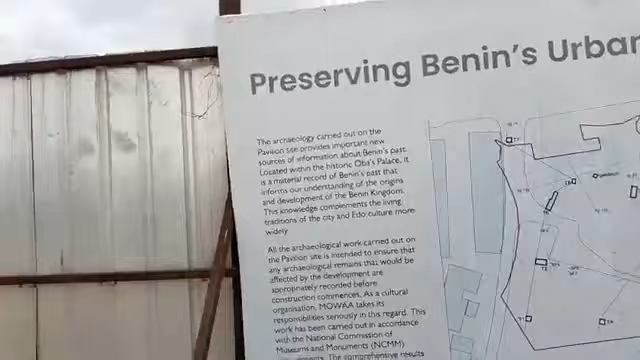 Preserving Benin's Urban
The archaeology carried out on the
Pavilion site provides important new
sources of information about Benin's past.
Located within the historic Oba's Palace, it
is a material record of Benin's past that
informs our understanding of the origins
and development of the Benin Kingdom.
This knowledge complements the living
traditions of the city and Edo culture more
widely
All the archaeological work carried out on
the Pavilion site is intended to ensure that
any archaeological remains that would be
affected by the development are
appropriately recorded before
construction commences. As a cultural
organisation, MOWAA takes its
responsibilities seriously in this regard. This
work has been carried out in accordance
with the National Commission of
Museums and Monuments (NCMM)
The comprehensive results